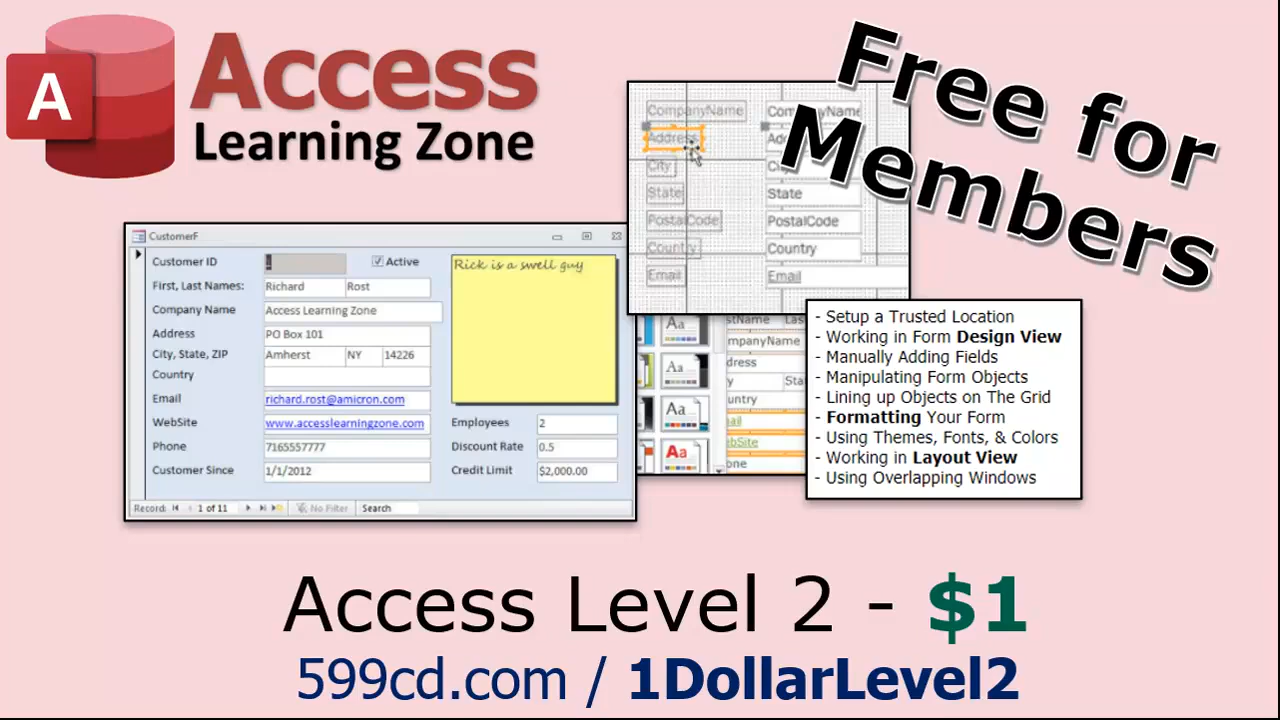 A
Access
Learning Zone
Free for
Members
CompanyName CompanyName
Address
City
State State
PostalCode PostalCode
Country Country
Email Email
CustomerF
Customer ID Active
First, Last Names: Richard Rost
Company Name Access Learning Zone
Address PO Box 101
City, State, ZIP Amherst NY 14226
Country
Email richard.rost@amicron.com
WebSite www.accesslearningzone.com
Phone 7165557777
Customer Since 1/1/2012
Rick is a swell guy
Employees 2
Discount Rate 0.5
Credit Limit $2,000.00
Record: 1 of 11 No Filter Search
Aa
Aa
Aa
Aa
- Setup a Trusted Location
- Working in Form Design View
- Manually Adding Fields
- Manipulating Form Objects
- Lining up Objects on The Grid
- Formatting Your Form
- Using Themes, Fonts, & Colors
- Working in Layout View
- Using Overlapping Windows
Access Level 2 - $1
599cd.com / 1DollarLevel2